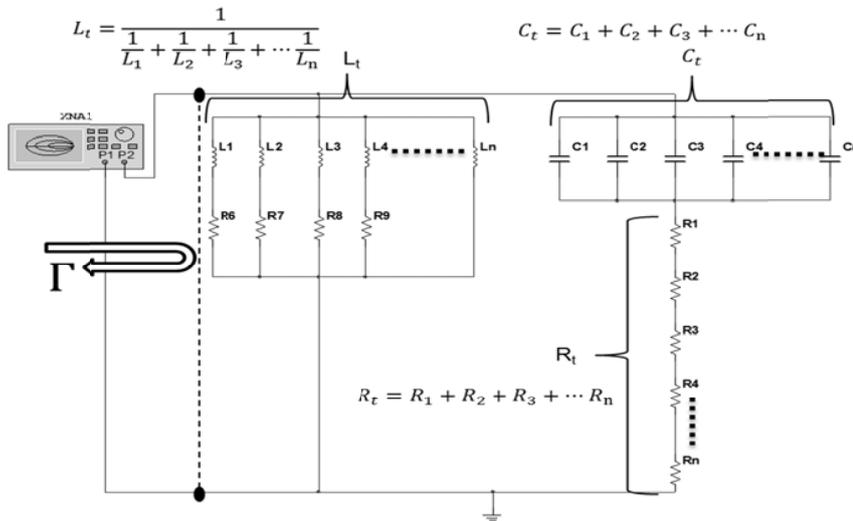 L_t = 1 / (1/L_1 + 1/L_2 + 1/L_3 + ⋯ 1/L_n)
C_t = C_1 + C_2 + C_3 + ⋯ C_n
L_t
C_t
XNA1
P1 P2
L1 L2 L3 L4 Ln
C1 C2 C3 C4
R6 R7 R8 R9
R1
R2
Γ
R3
R_t
R4
R_t = R_1 + R_2 + R_3 + ⋯ R_n
Rn